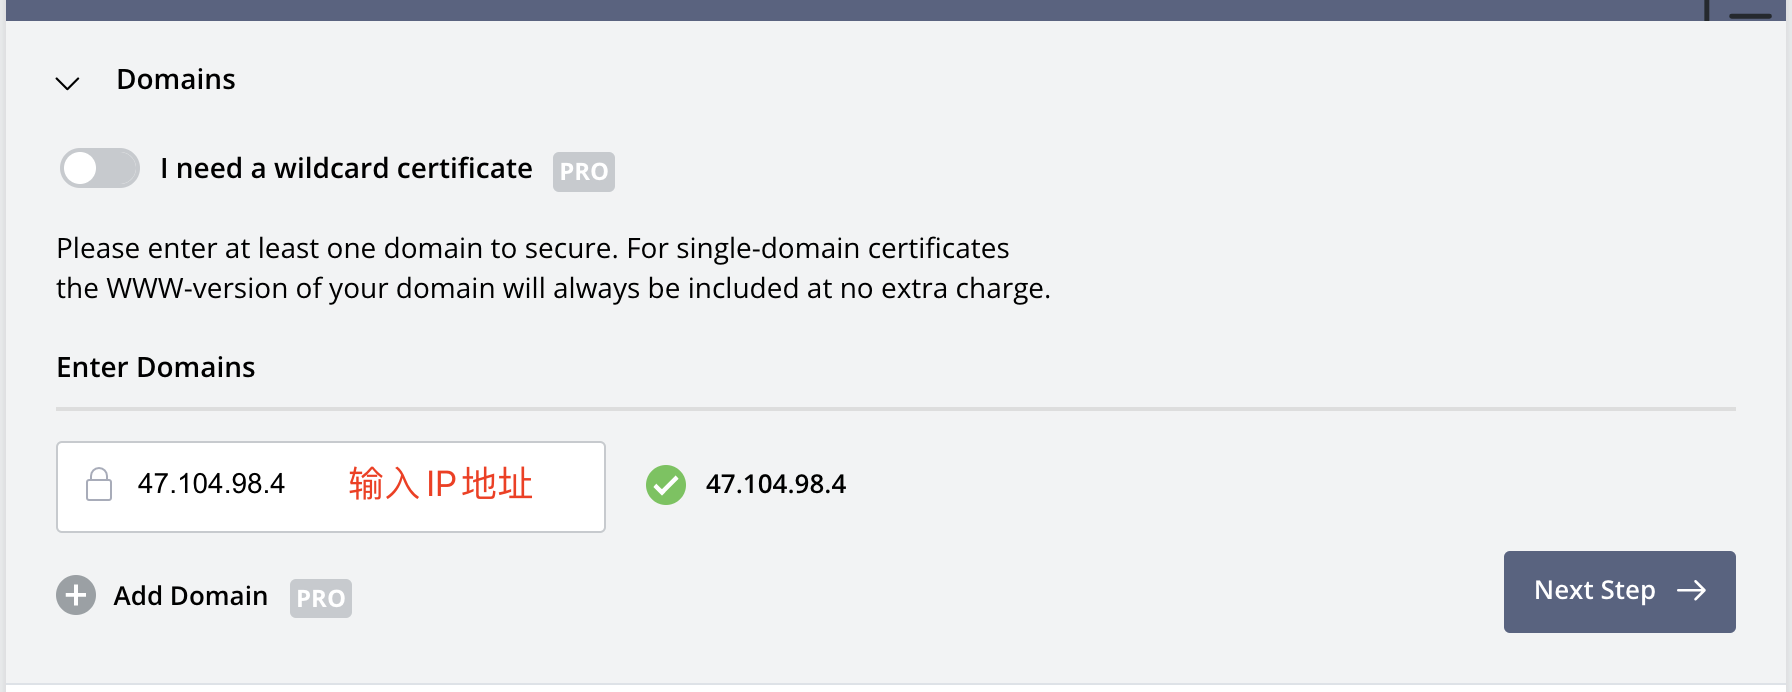 Domains
I need a wildcard certificate PRO
Please enter at least one domain to secure. For single-domain certificates
the WWW-version of your domain will always be included at no extra charge.
Enter Domains
47.104.98.4 输入 IP 地址 47.104.98.4
Add Domain PRO
Next Step